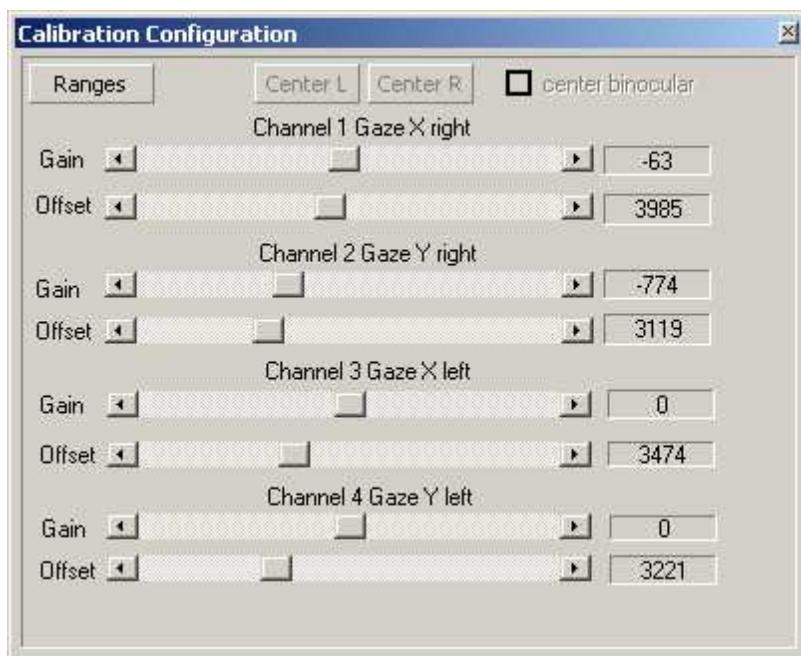 Calibration Configuration
Ranges Center L Center R center binocular
Channel 1 Gaze X right
Gain -63
Offset 3985
Channel 2 Gaze Y right
Gain -774
Offset 3119
Channel 3 Gaze X left
Gain 0
Offset 3474
Channel 4 Gaze Y left
Gain 0
Offset 3221